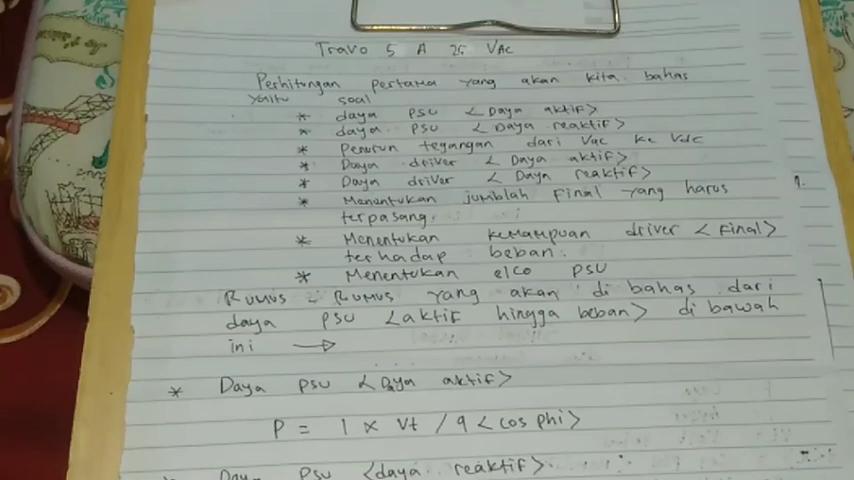 Travo 5 A 25 VAC
Perhitungan pertama yang akan kita bahas
yaitu soal
* daya PSU < Daya aktif>
* daya PSU < Daya reaktif>
* Penurun tegangan dari Vac ke Vdc
* Daya driver < Daya aktif>
* Daya driver < Daya reaktif>
* Menentukan jumblah Final yang harus
terpasang.
* Menentukan kemampuan driver < Final>
terhadap beban.
* Menentukan elco PSU
Rumus - Rumus yang akan di bahas dari
daya PSU <aktif hingga beban> di bawah
ini →
* Daya PSU < Daya aktif>
P = I x Vt / 9 < cos phi>
* Daya PSU <daya reaktif>